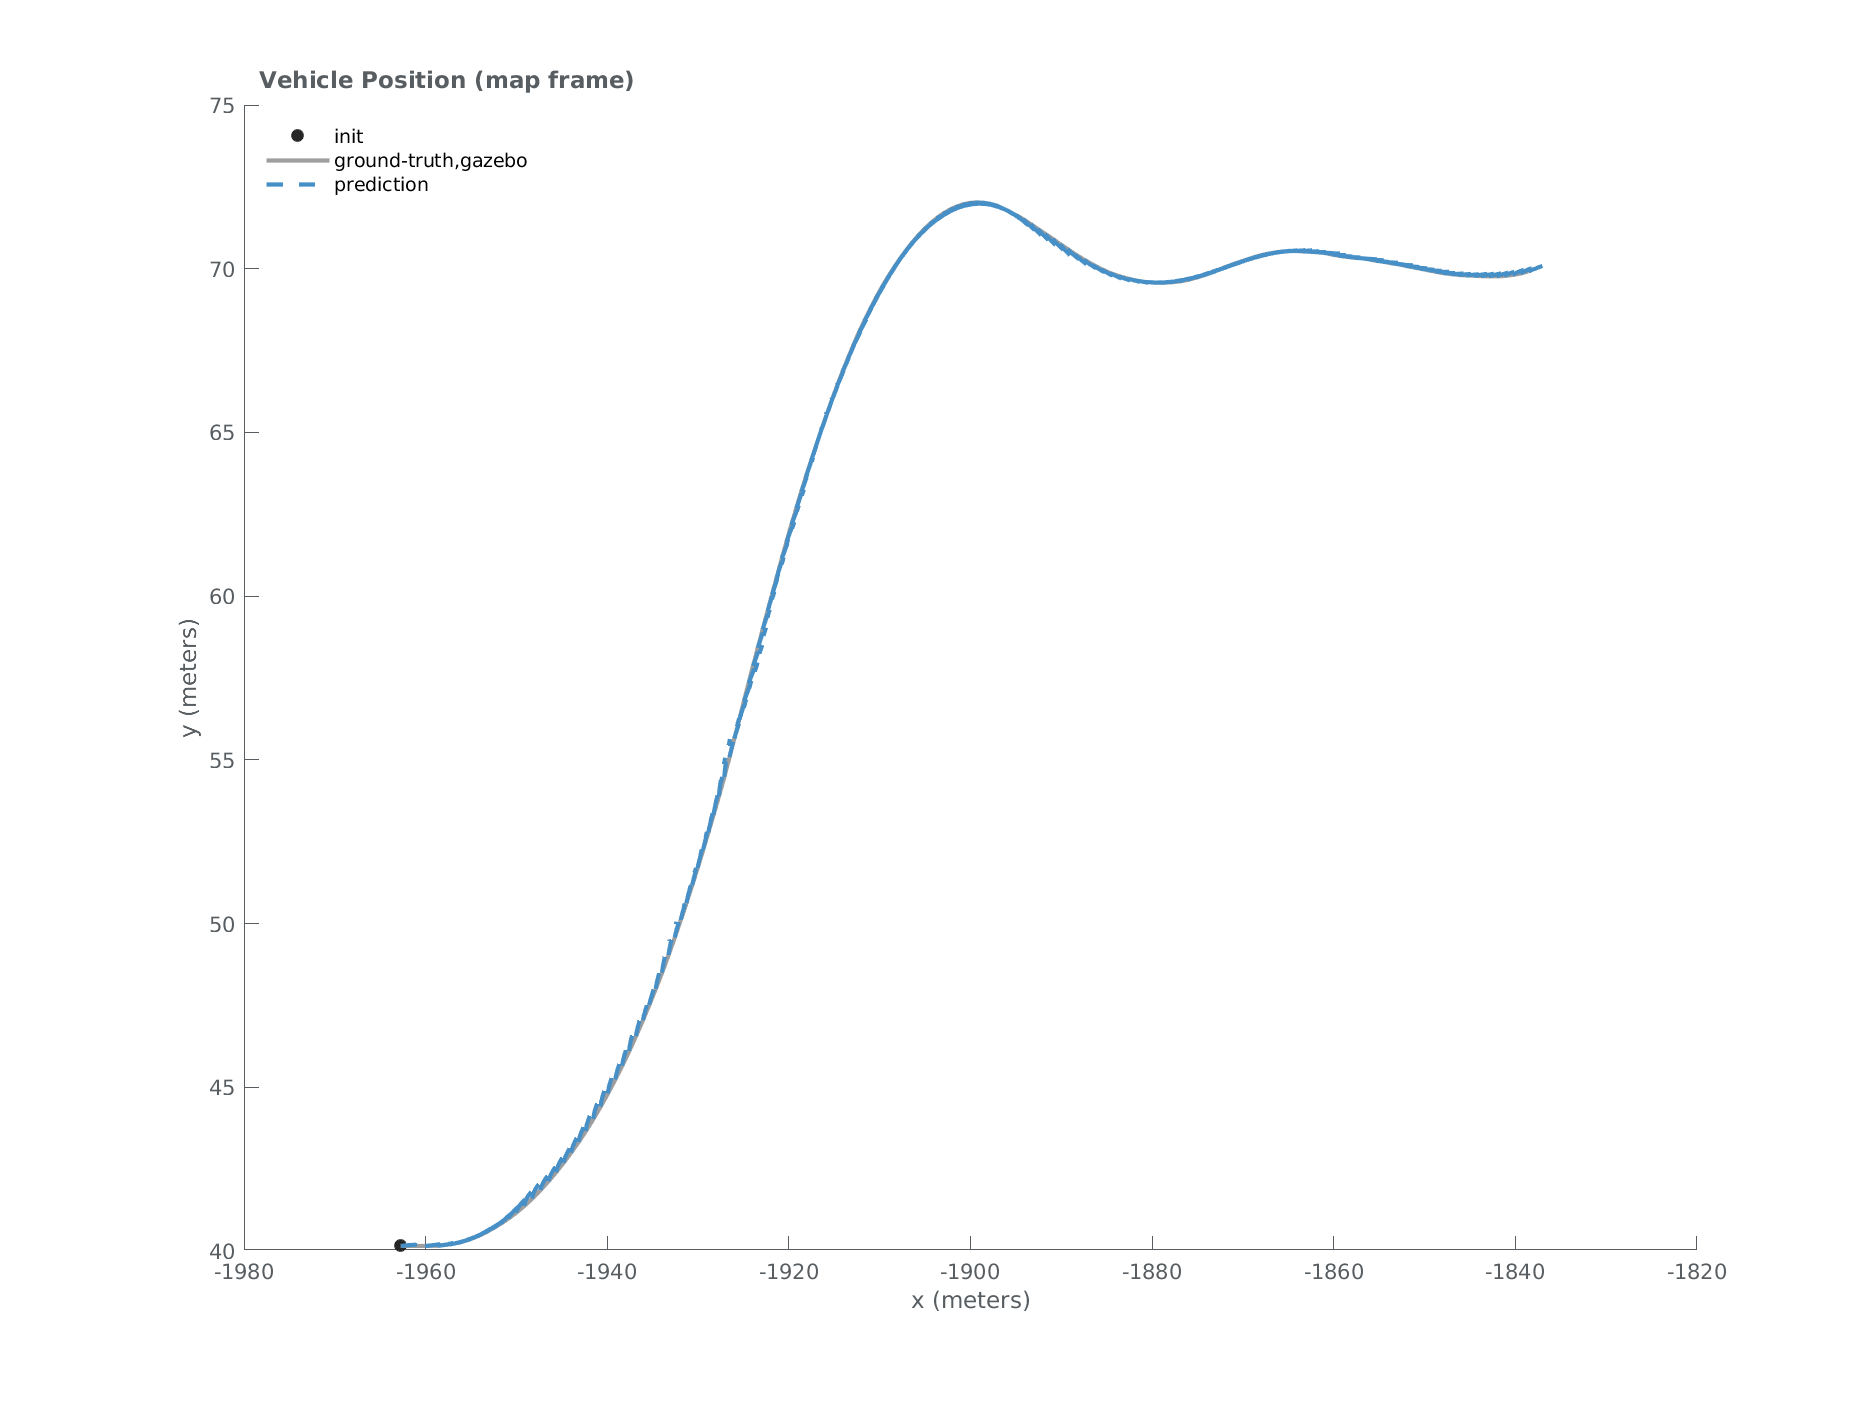 Vehicle Position (map frame)
75
init
ground-truth,gazebo
prediction
70
65
60
y (meters)
55
50
45
40
-1980 -1960 -1940 -1920 -1900 -1880 -1860 -1840 -1820
x (meters)